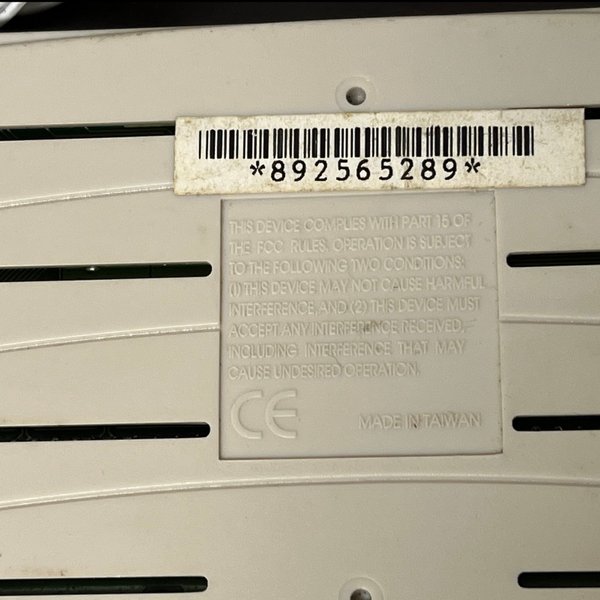 *892565289*
THIS DEVICE COMPLIES WITH PART 15 OF
THE FCC RULES. OPERATION IS SUBJECT
TO THE FOLLOWING TWO CONDITIONS:
(1) THIS DEVICE MAY NOT CAUSE HARMFUL
INTERFERENCE, AND (2) THIS DEVICE MUST
ACCEPT ANY INTERFERENCE RECEIVED,
INCLUDING INTERFERENCE THAT MAY
CAUSE UNDESIRED OPERATION.
CE
MADE IN TAIWAN